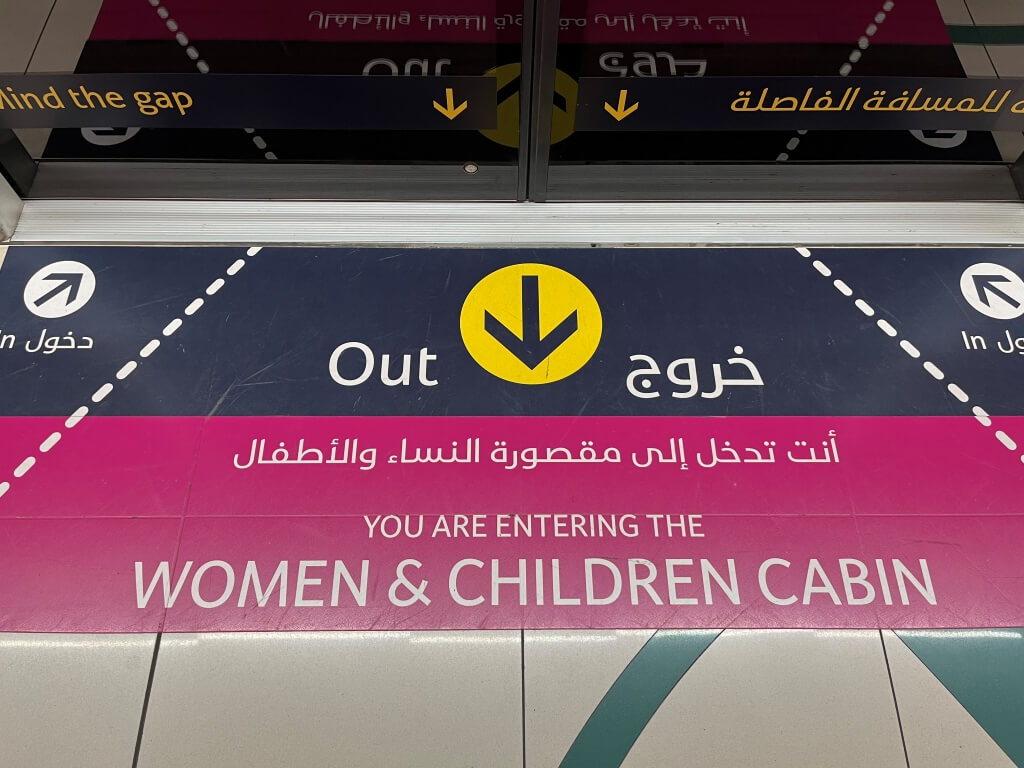 Mind the gap
للمسافة الفاصلة
In دخول
Out خروج
In
أنت تدخل إلى مقصورة النساء والأطفال
YOU ARE ENTERING THE
WOMEN & CHILDREN CABIN